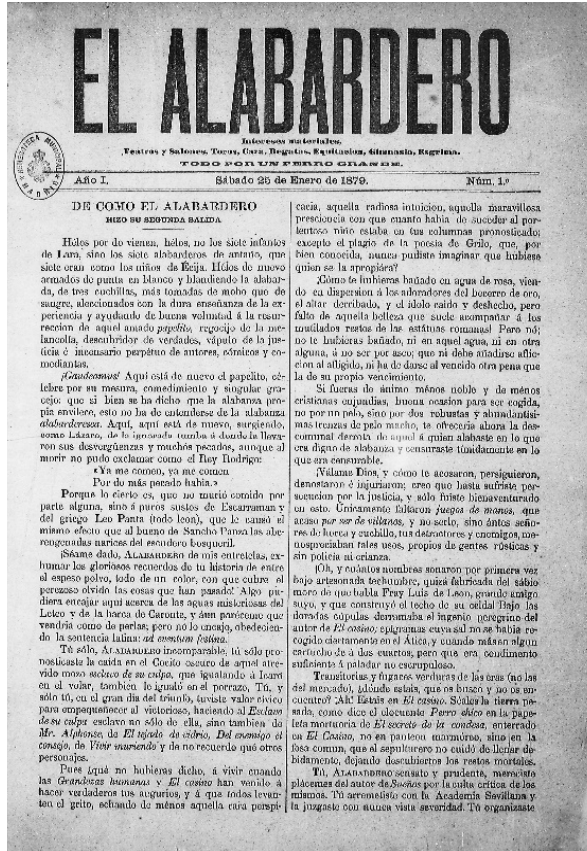 EL ALABARDERO
Intereses materiales.
Teatros y Salones, Toros, Caza, Regatas, Equitacion, Gimnasia, Esgrima.
TODO POR UN PERRO GRANDE.
Año I.
Sábado 25 de Enero de 1879.
Núm. 1.º
DE COMO EL ALABARDERO
HIZO SU SEGUNDA SALIDA
Hélos por do vienen, hélos, no los siete infantes
de Lara, sino los siete alabarderos de antaño, que
siete eran como los niños de Écija. Hélos de nuevo
armados de punta en blanco y blandiendo la alabar-
da, de tres cuchillas, más tomadas de moho que de
sangre, aleccionados con la dura enseñanza de la ex-
periencia y ayudando de buena voluntad á la resur-
reccion de aquel amado papelito, regocijo de la me-
lancolía, descubridor de verdades, vápulo de la jus-
ticia é incensario perpétuo de autores, cómicos y co-
mediantas.
¡Gaudeamus! Aquí está de nuevo el papelito, cé-
lebre por su mesura, comedimiento y singular gra-
cejo: que si bien se ha dicho que la alabanza pro-
pia envilece, esto no ha de entenderse de la alabanza
alabarderesca. Aquí, aquí está de nuevo, surgiendo,
como Lázaro, de la ignorada tumba á donde la lleva-
ron sus desvergüenzas y muchos pecados, aunque al
morir no pudo exclamar como el Rey Rodrigo:
«Ya me comen, ya me comen
Por do más pecado habia.»
Porque lo cierto es, que no murió comido por
parte alguna, sino á puros sustos de Escarraman y
del griego Leo Panta (todo leon), que le causó el
mismo efecto que al bueno de Sancho Panza las abe-
rengenadas narices del escudero bosqueril.
¡Séame dado, ALABARDERO de mis entretelas, ex-
humar los gloriosos recuerdos de tu historia de entre
el espeso polvo, todo de un color, con que cubre el
perezoso olvido las cosas que han pasado! Algo pu-
diera encajar aquí acerca de las aguas misteriosas del
Leteo y de la barca de Caronte, y áun paréceme que
vendria como de perlas; pero no lo encajo, obedecien-
do la sentencia latina: ad eventum festina.
Tú sólo, ALABARDERO incomparable, tú sólo pro-
nosticaste la caida en el Cocito oscuro de aquel atre-
vido mozo esclavo de su culpa, que igualando á Icaro
en el volar, tambien lo igualó en el porrazo, Tú, y
sólo tú, en el gran dia del triunfo, tuviste valor cívico
para empequeñecer al victorioso, haciendo al Esclavo
de su culpa esclavo no sólo de ella, sino tambien de
Mr. Alphonse, de El tejado de vidrio, Del enemigo el
consejo, de Vivir muriendo y de no recuerdo qué otros
personajes.
Pues ¡qué no hubieras dicho, á vivir cuando
las Grandezas humanas y El casino han venido á
hacer verdaderos tus augurios, y á que todos levan-
ten el grito, echando de ménos aquella rara perspi-
cacia, aquella radiosa intuicion, aquella maravillosa
presciencia con que cuanto habia de suceder al por-
tentoso niño estaba en tus columnas pronosticado;
excepto el plagio de la poesía de Grilo, que, por
bien conocida, nunca pudiste imaginar que hubiese
quien se la apropiára?
¡Cómo te hubieras bañado en agua de rosa, vien-
do en dispersion á los adoradores del becerro de oro,
el altar derribado, y el ídolo caido y deshecho, pero
falto de aquella belleza que suele acompañar á los
mutilados restos de las estátuas romanas! Pero nó;
no te hubieras bañado, ni en aquel agua, ni en otra
alguna, á no ser por asco; que ni debe añadirse aflic-
cion al afligido, ni ha de darse al vencido otra pena que
la de su propio vencimiento.
Si fueras de ánimo ménos noble y de ménos
cristianas cujundias, buena ocasion para ser cogida,
no por un pelo, sino por dos robustas y abundantísi-
mas trenzas de pelo macho, te ofreceria ahora la des-
comunal derrota de aquel á quien alabaste en lo que
era digno de alabanza y censuraste tímidamente en lo
que era censurable.
¡Válame Dios, y cómo te acosaron, persiguieron,
denostaron é injuriaron; creo que hasta sufriste per-
secucion por la justicia, y sólo fuiste bienaventurado
en esto. Únicamente faltaron juegos de manos, que
acaso por ser de villanos, y no serlo, sino ántes seño-
res de horca y cuchillo, tus detractores y enemigos, me-
nospreciaban tales usos, propios de gentes rústicas y
sin policía ni crianza.
¡Oh, y cuántos nombres sonaron por primera vez
bajo artesonada techumbre, quizá fabricada del sábio
moro de que habla Fray Luis de Leon, grande amigo
suyo, y que construyó el techo de su celda! Bajo las
doradas cúpulas derramaba el ingenio peregrino del
autor de El casino; epigramas cuya sal no se habia re-
cogido ciertamente en el Ática, y cuando más en algun
cartucho de á dos cuartos, pero que era condimento
suficiente á paladar no escrupuloso.
Transitorias y fugaces verduras de las eras (no las
del mercado), ¿dónde estais, que os busco y no os en-
cuentro? ¡Ah! Estais en El casino. Séales la tierra pe-
sada, como dice el elocuente Perro chico en la pape-
leta mortuoria de El secreto de la condesa, enterrado
en El Casino, no en panteon marmóreo, sino en la
fosa comun, que el sepulturero no cuidó de llenar de-
bidamento, dejando descubiertos los restos mortales.
Tú, ALABARDERO sensato y prudente, mereciste
plácemes del autor de Sueños por la culta crítica de los
mismos. Tú arremetiste con la Academia Sevillana y
la juzgaste con nunca vista severidad. Tú organizaste
HEMEROTECA MUNICIPAL
MADRID